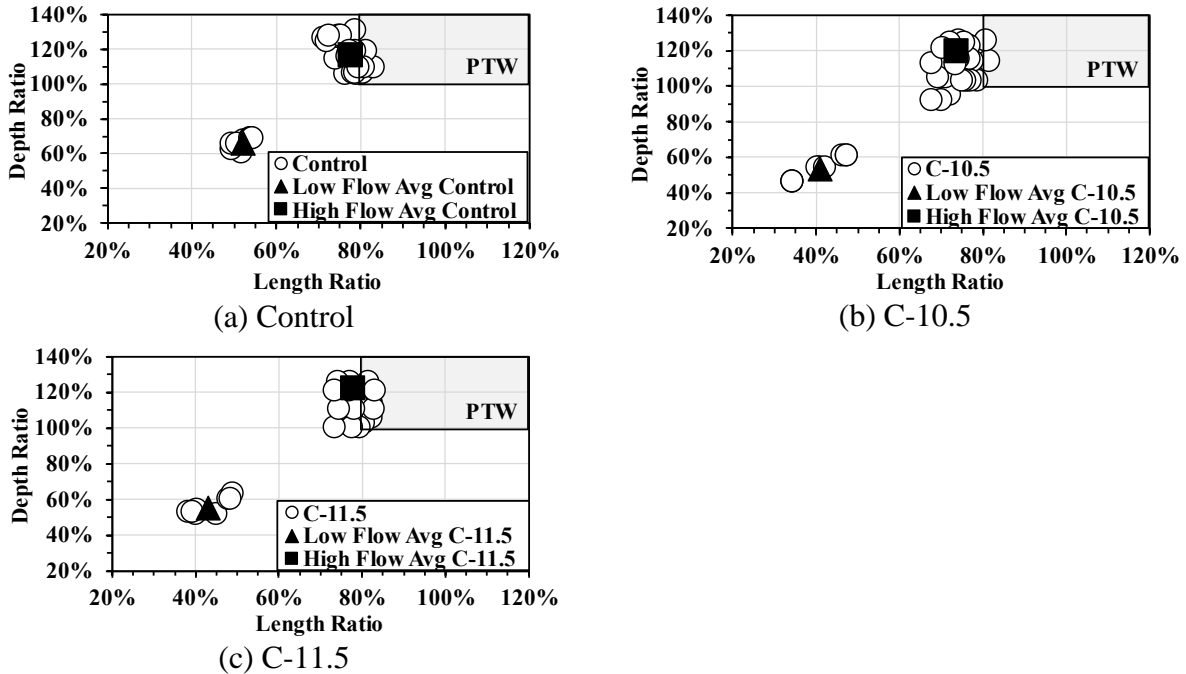 140%
120%
100%
80%
60%
40%
20%
Depth Ratio
PTW
Control
Low Flow Avg Control
High Flow Avg Control
20% 40% 60% 80% 100% 120%
Length Ratio
(a) Control
140%
120%
100%
80%
60%
40%
20%
Depth Ratio
PTW
C-10.5
Low Flow Avg C-10.5
High Flow Avg C-10.5
20% 40% 60% 80% 100% 120%
Length Ratio
(b) C-10.5
140%
120%
100%
80%
60%
40%
20%
Depth Ratio
PTW
C-11.5
Low Flow Avg C-11.5
High Flow Avg C-11.5
20% 40% 60% 80% 100% 120%
Length Ratio
(c) C-11.5